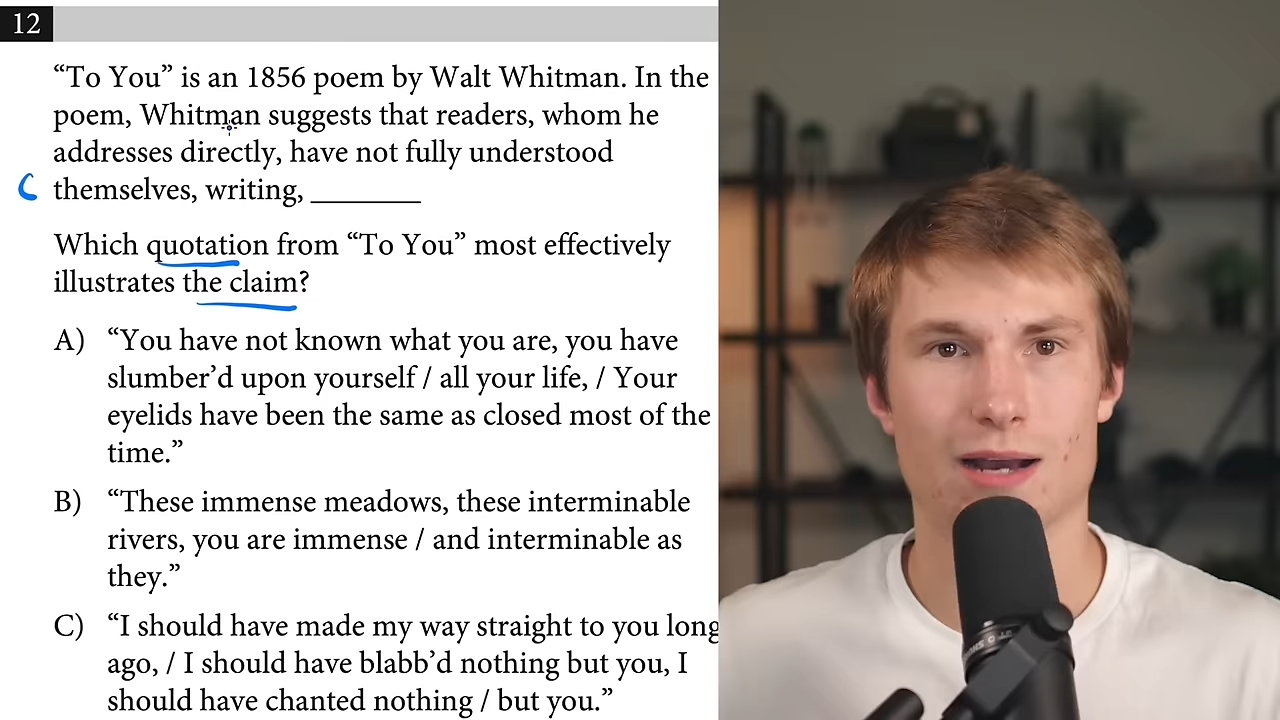 12
“To You” is an 1856 poem by Walt Whitman. In the
poem, Whitman suggests that readers, whom he
addresses directly, have not fully understood
themselves, writing, _______
Which quotation from “To You” most effectively
illustrates the claim?
A) “You have not known what you are, you have
slumber’d upon yourself / all your life, / Your
eyelids have been the same as closed most of the
time.”
B) “These immense meadows, these interminable
rivers, you are immense / and interminable as
they.”
C) “I should have made my way straight to you long
ago, / I should have blabb’d nothing but you, I
should have chanted nothing / but you.”